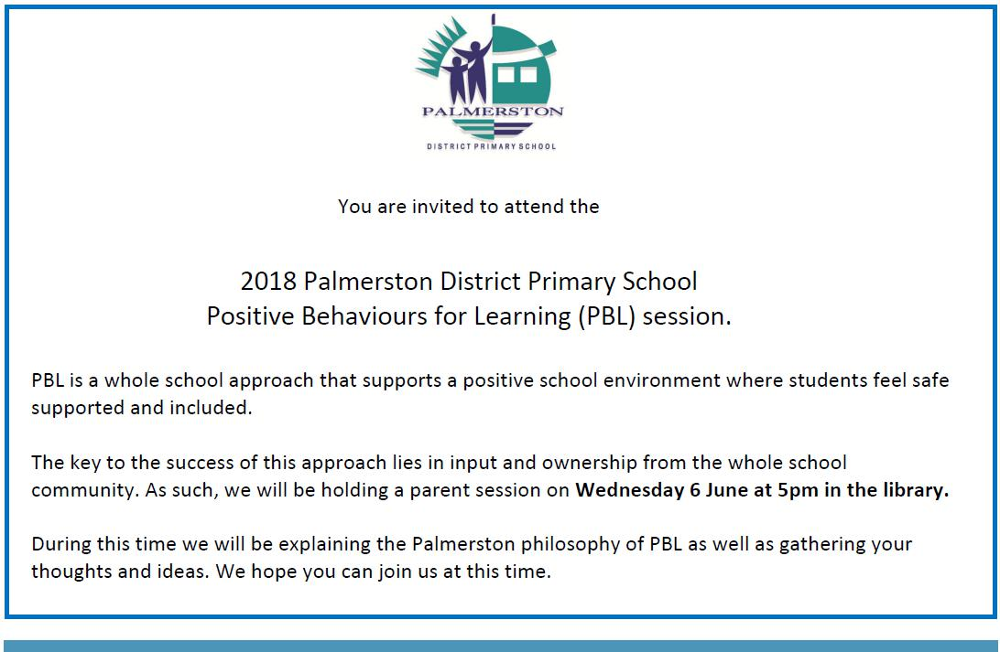 PALMERSTON
DISTRICT PRIMARY SCHOOL
You are invited to attend the
2018 Palmerston District Primary School
Positive Behaviours for Learning (PBL) session.
PBL is a whole school approach that supports a positive school environment where students feel safe
supported and included.
The key to the success of this approach lies in input and ownership from the whole school
community. As such, we will be holding a parent session on Wednesday 6 June at 5pm in the library.
During this time we will be explaining the Palmerston philosophy of PBL as well as gathering your
thoughts and ideas. We hope you can join us at this time.